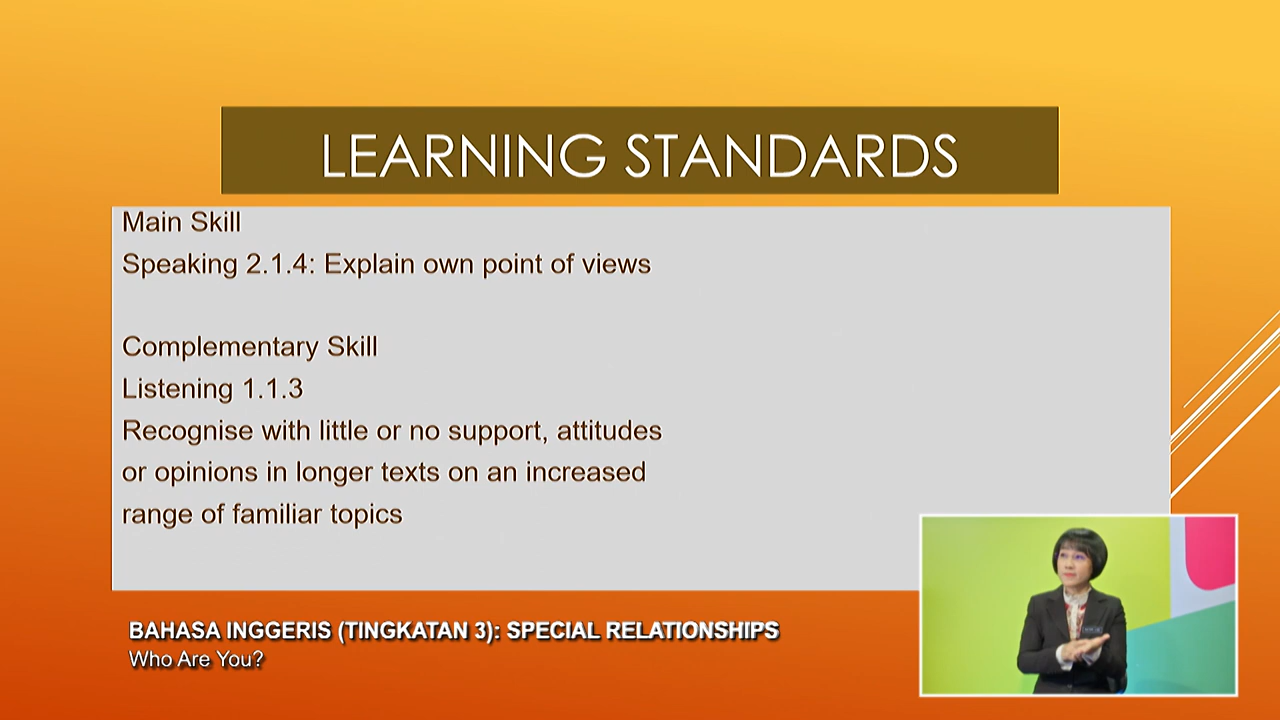 LEARNING STANDARDS
Main Skill
Speaking 2.1.4: Explain own point of views
Complementary Skill
Listening 1.1.3
Recognise with little or no support, attitudes
or opinions in longer texts on an increased
range of familiar topics
BAHASA INGGERIS (TINGKATAN 3): SPECIAL RELATIONSHIPS
Who Are You?